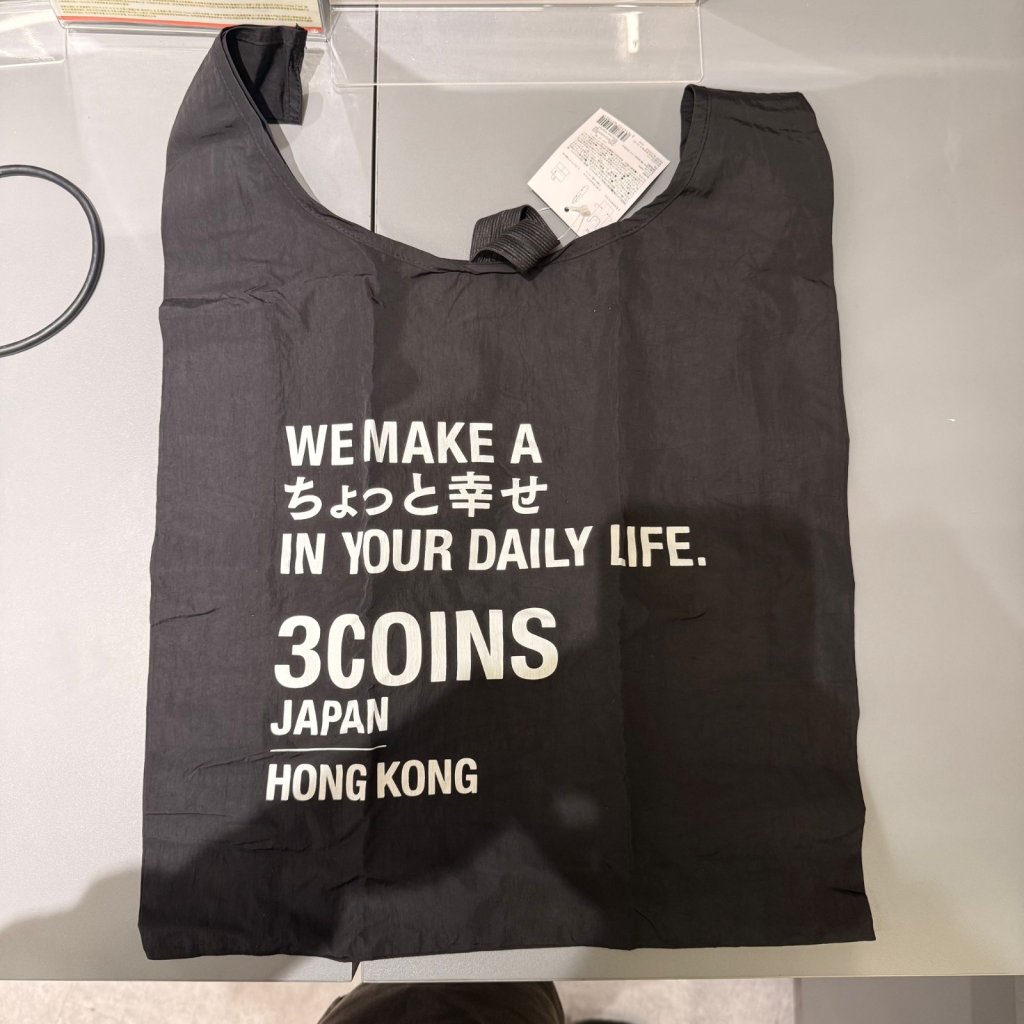 WE MAKE A
ちょっと幸せ
IN YOUR DAILY LIFE.
3COINS
JAPAN
HONG KONG